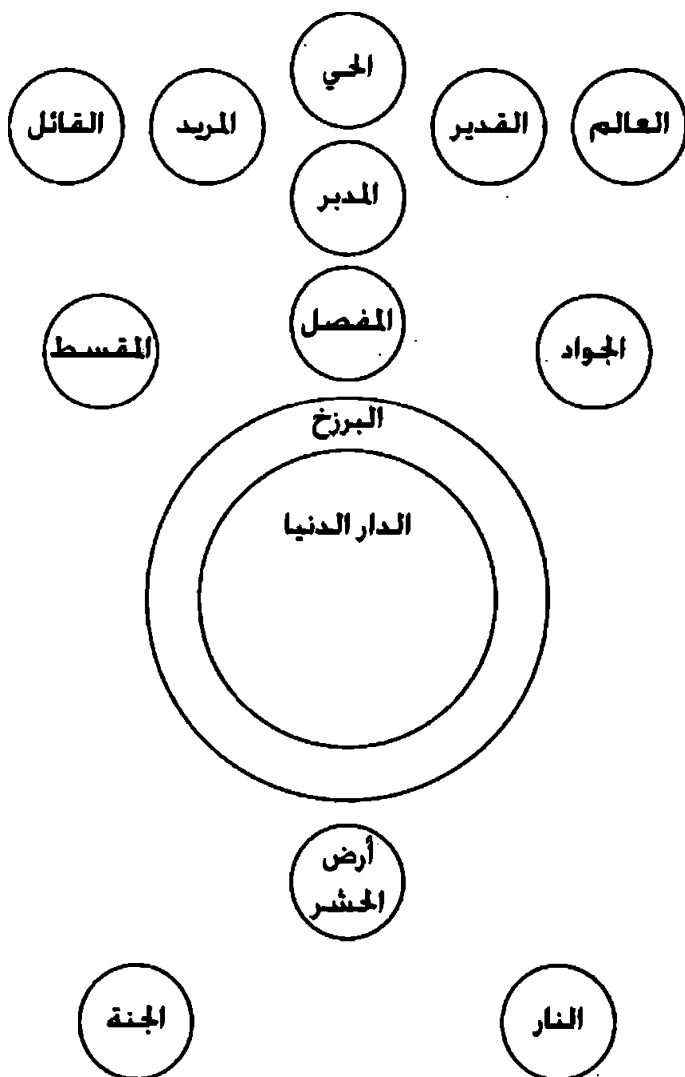 الحي
العالم
القدير
المريد
القائل
المدبر
المفصل
الجواد
المقسط
البرزخ
الدار الدنيا
أرض
الحشر
النار
الجنة